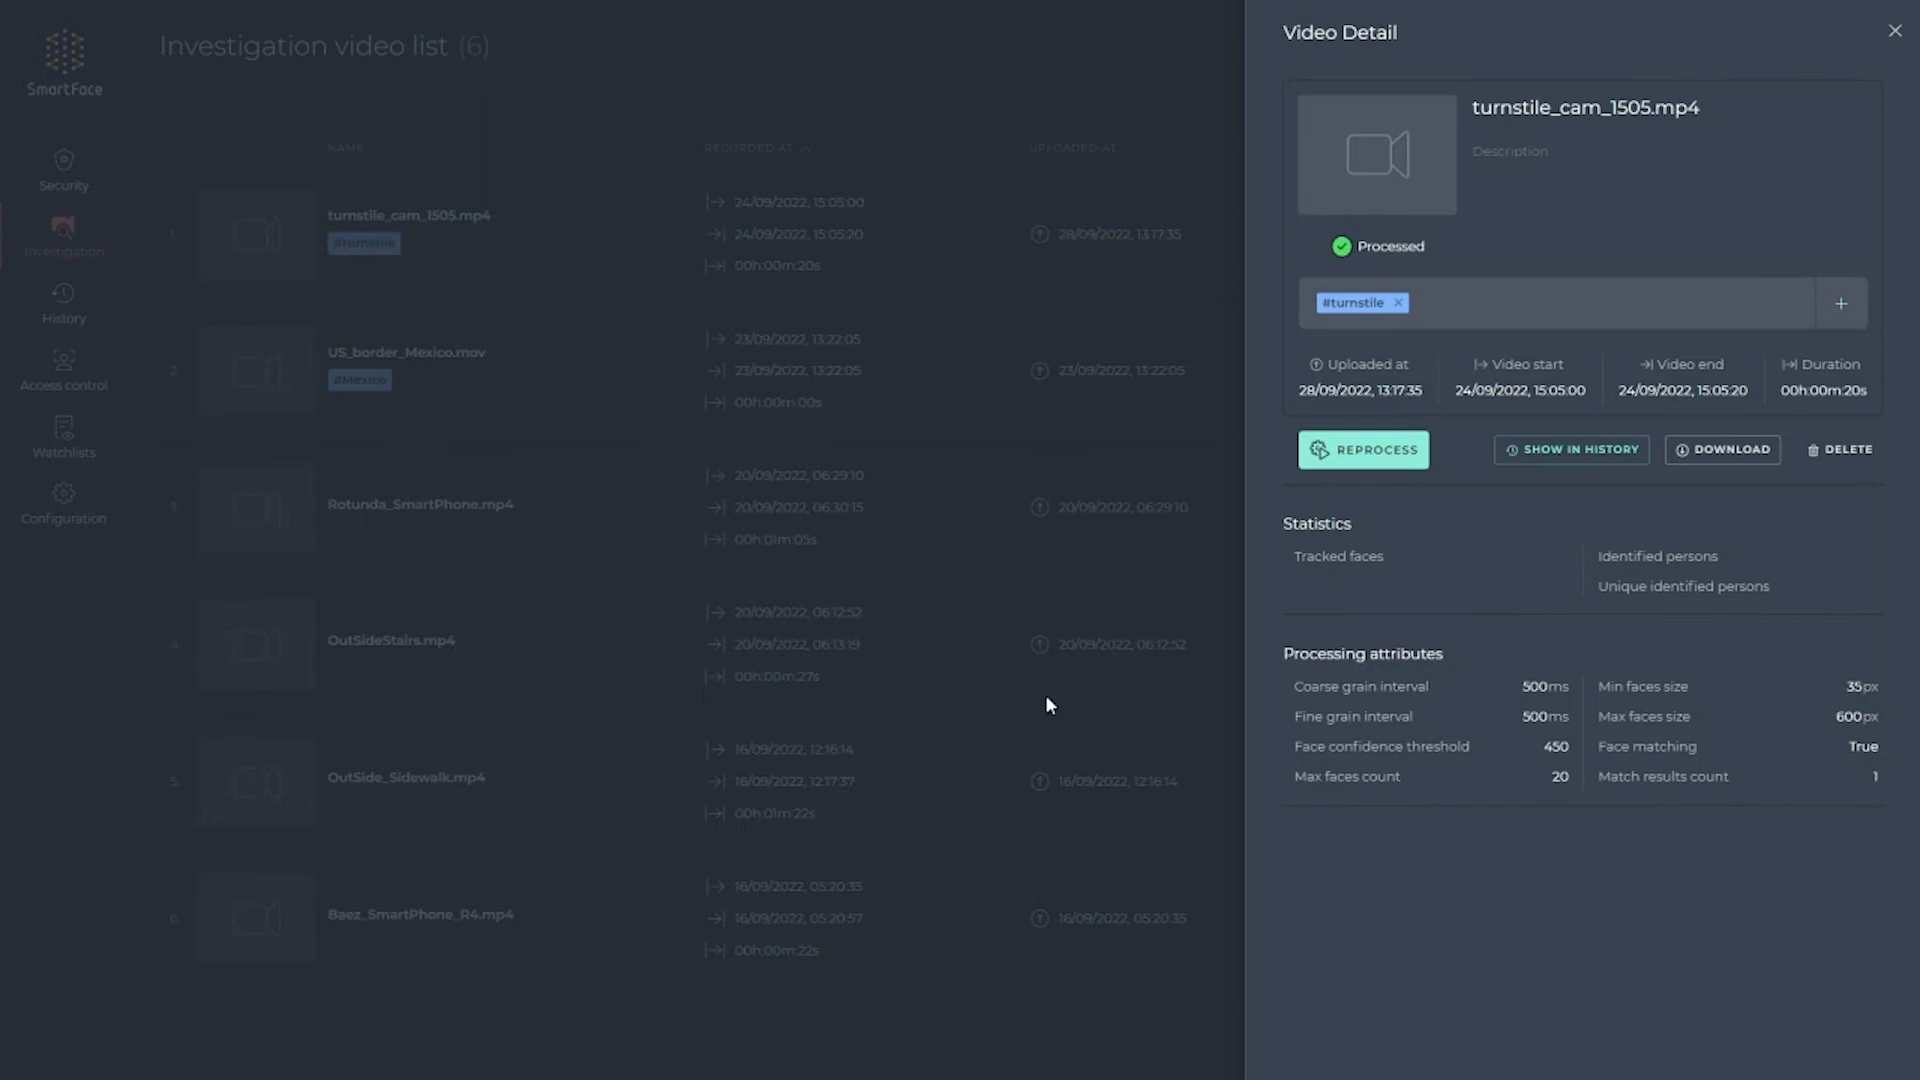 SmartFace
Security
Investigation
History
Access control
Watchlists
Configuration
Investigation video list (6)
NAME
RECORDED AT
UPLOADED AT
1
turnstile_cam_1505.mp4
#turnstile
24/09/2022, 15:05:00
24/09/2022, 15:05:20
00h:00m:20s
28/09/2022, 13:17:35
2
US_border_Mexico.mov
#Mexico
23/09/2022, 13:22:05
23/09/2022, 13:22:05
00h:00m:00s
23/09/2022, 13:22:05
3
Rotunda_SmartPhone.mp4
20/09/2022, 06:29:10
20/09/2022, 06:30:15
00h:01m:05s
20/09/2022, 06:29:10
4
OutSideStairs.mp4
20/09/2022, 06:12:52
20/09/2022, 06:13:19
00h:00m:27s
20/09/2022, 06:12:52
5
OutSide_Sidewalk.mp4
16/09/2022, 12:16:14
16/09/2022, 12:17:37
00h:01m:22s
16/09/2022, 12:16:14
6
Baez_SmartPhone_R4.mp4
16/09/2022, 05:20:35
16/09/2022, 05:20:57
00h:00m:22s
16/09/2022, 05:20:35
Video Detail
turnstile_cam_1505.mp4
Description
Processed
#turnstile
Uploaded at Video start Video end Duration
28/09/2022, 13:17:35 24/09/2022, 15:05:00 24/09/2022, 15:05:20 00h:00m:20s
REPROCESS SHOW IN HISTORY DOWNLOAD DELETE
Statistics
Tracked faces Identified persons
Unique identified persons
Processing attributes
Coarse grain interval 500ms Min faces size 35px
Fine grain interval 500ms Max faces size 600px
Face confidence threshold 450 Face matching True
Max faces count 20 Match results count 1